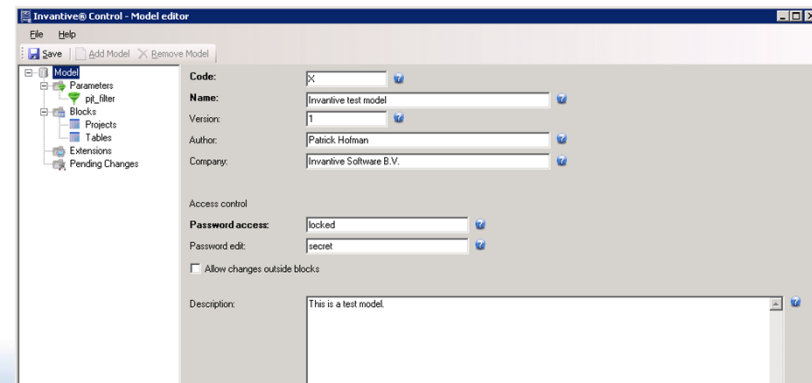 Invantive® Control - Model editor
File Help
Save Add Model Remove Model
Model
Parameters
pjt_filter
Blocks
Projects
Tables
Extensions
Pending Changes
Code: X
Name: Invantive test model
Version: 1
Author: Patrick Hofman
Company: Invantive Software B.V.
Access control
Password access: locked
Password edit: secret
Allow changes outside blocks
Description: This is a test model.